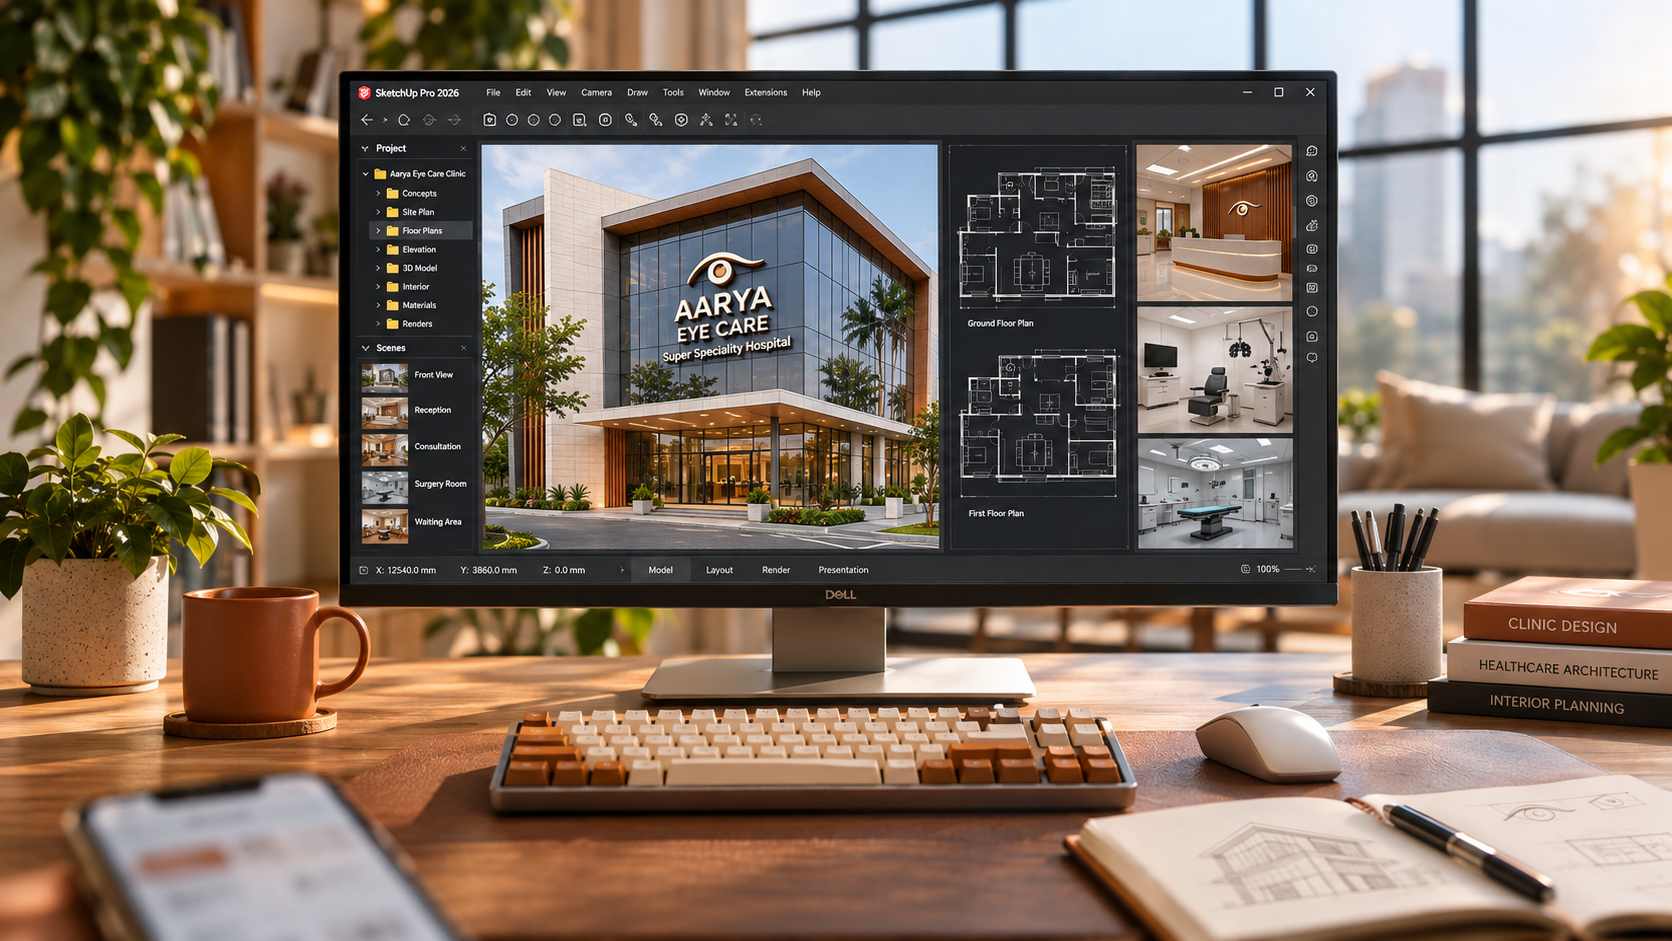 SketchUp Pro 2026
File Edit View Camera Draw Tools Window Extensions Help
Project
Aarya Eye Care Clinic
Concepts
Site Plan
Floor Plans
Elevation
3D Model
Interior
Materials
Renders
Scenes
Front View
Reception
Consultation
Surgery Room
Waiting Area
AARYA
EYE CARE
Super Speciality Hospital
Ground Floor Plan
First Floor Plan
X: 12540.0 mm Y: 3860.0 mm Z: 0.0 mm
Model Layout Render Presentation
100%
DELL
CLINIC DESIGN
HEALTHCARE ARCHITECTURE
INTERIOR PLANNING